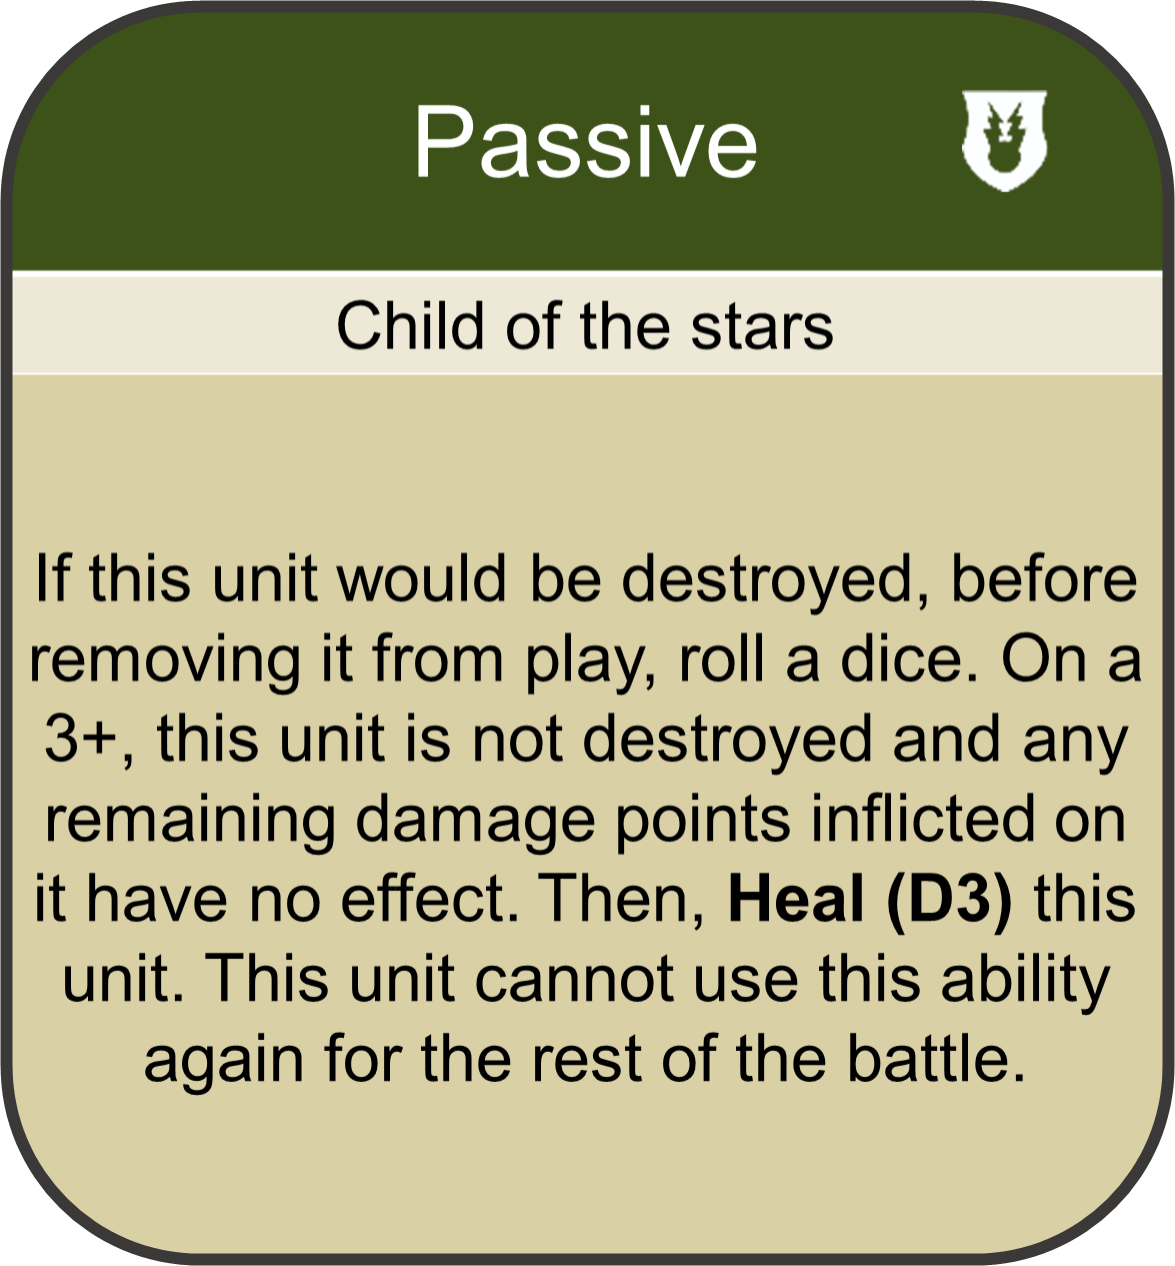 Passive
Child of the stars
If this unit would be destroyed, before
removing it from play, roll a dice. On a
3+, this unit is not destroyed and any
remaining damage points inflicted on
it have no effect. Then, Heal (D3) this
unit. This unit cannot use this ability
again for the rest of the battle.